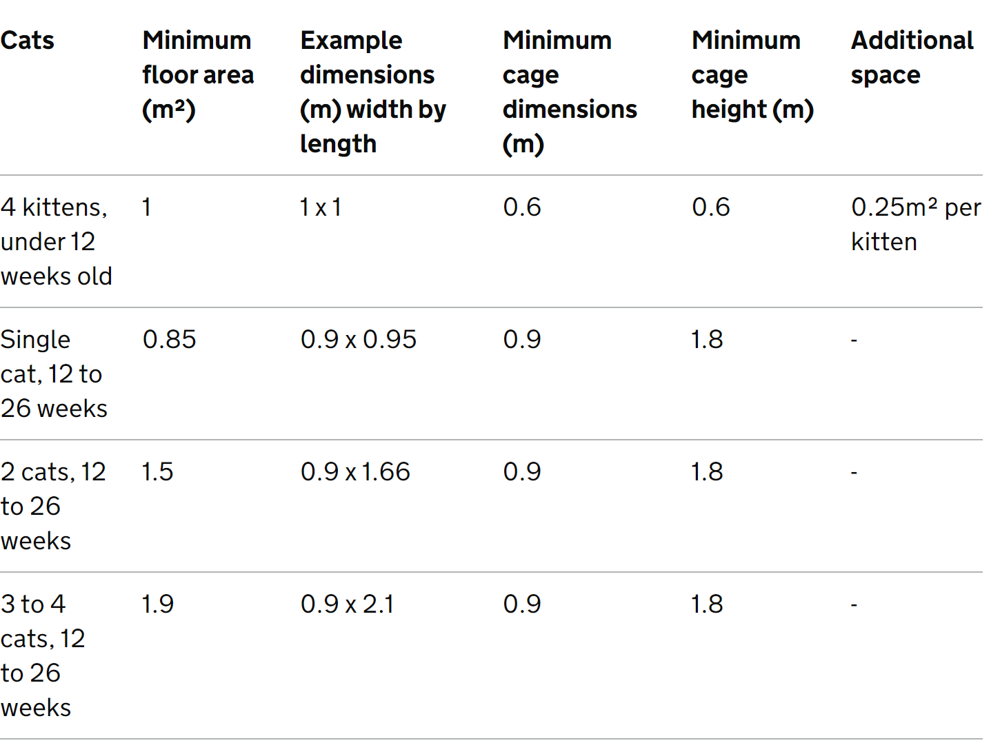 Cats Minimum floor area (m²) Example dimensions (m) width by length Minimum cage dimensions (m) Minimum cage height (m) Additional space
4 kittens, under 12 weeks old 1 1 x 1 0.6 0.6 0.25m² per kitten
Single cat, 12 to 26 weeks 0.85 0.9 x 0.95 0.9 1.8 -
2 cats, 12 to 26 weeks 1.5 0.9 x 1.66 0.9 1.8 -
3 to 4 cats, 12 to 26 weeks 1.9 0.9 x 2.1 0.9 1.8 -